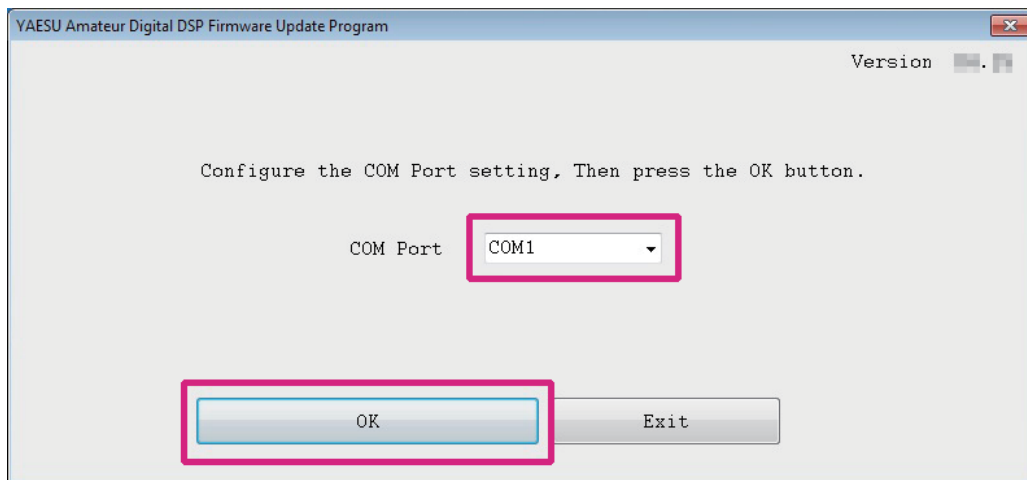 YAESU Amateur Digital DSP Firmware Update Program
Version
Configure the COM Port setting, Then press the OK button.
COM Port COM1
OK Exit